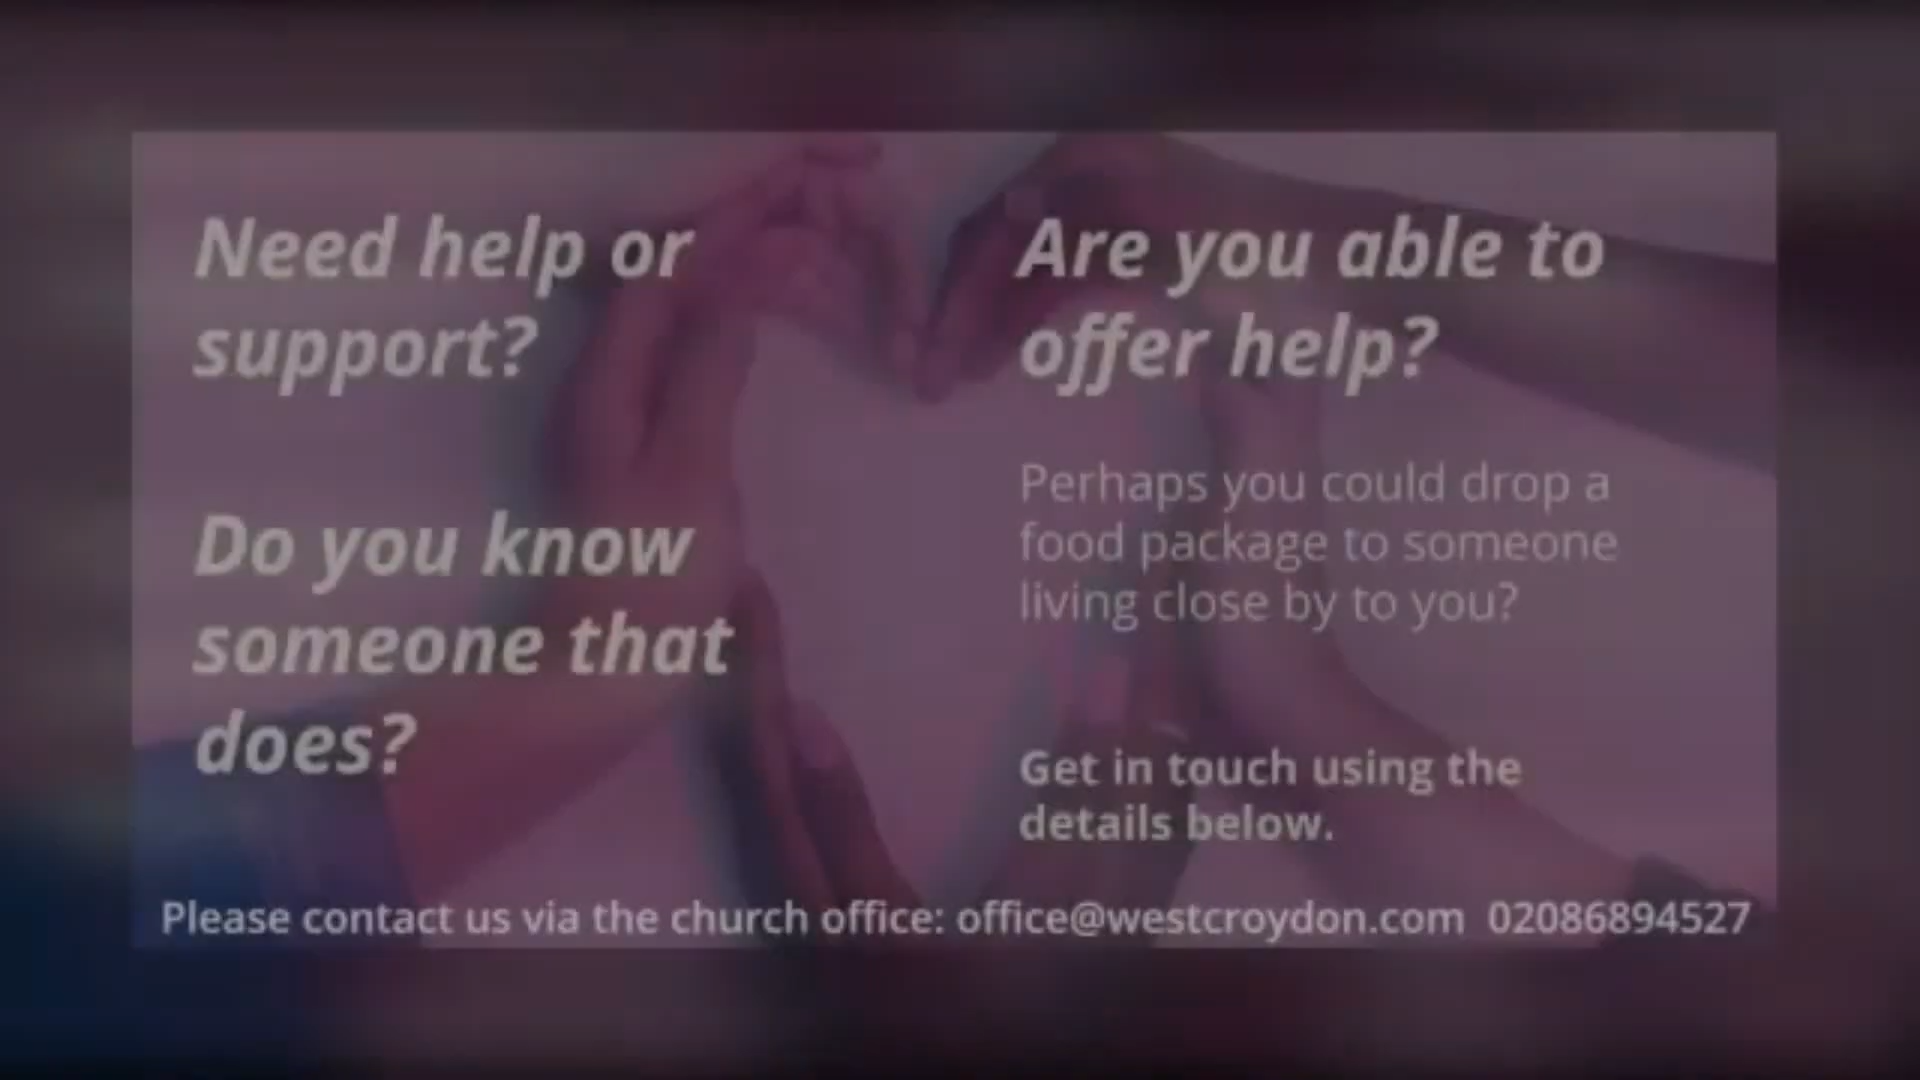 Need help or
support?
Do you know
someone that
does?
Are you able to
offer help?
Perhaps you could drop a
food package to someone
living close by to you?
Get in touch using the
details below.
Please contact us via the church office: office@westcroydon.com 02086894527